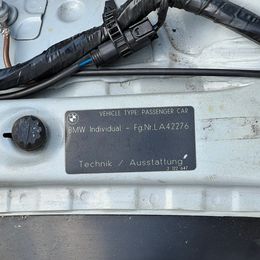 VEHICLE TYPE: PASSENGER CAR
BMW Individual - Fg.Nr.LA42276
Technik / Ausstattung